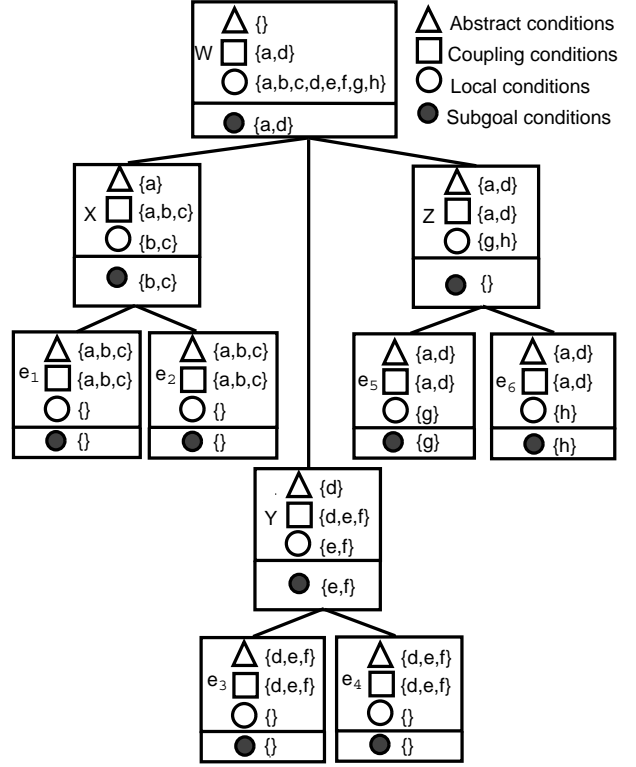 {}
W {a,d}
{a,b,c,d,e,f,g,h}
{a,d}
Abstract conditions
Coupling conditions
Local conditions
Subgoal conditions
{a}
X {a,b,c}
{b,c}
{b,c}
{a,d}
Z {a,d}
{g,h}
{}
{a,b,c}
e1 {a,b,c}
{}
{}
{a,b,c}
e2 {a,b,c}
{}
{}
{a,d}
e5 {a,d}
{g}
{g}
{a,d}
e6 {a,d}
{h}
{h}
{d}
Y {d,e,f}
{e,f}
{e,f}
{d,e,f}
e3 {d,e,f}
{}
{}
{d,e,f}
e4 {d,e,f}
{}
{}